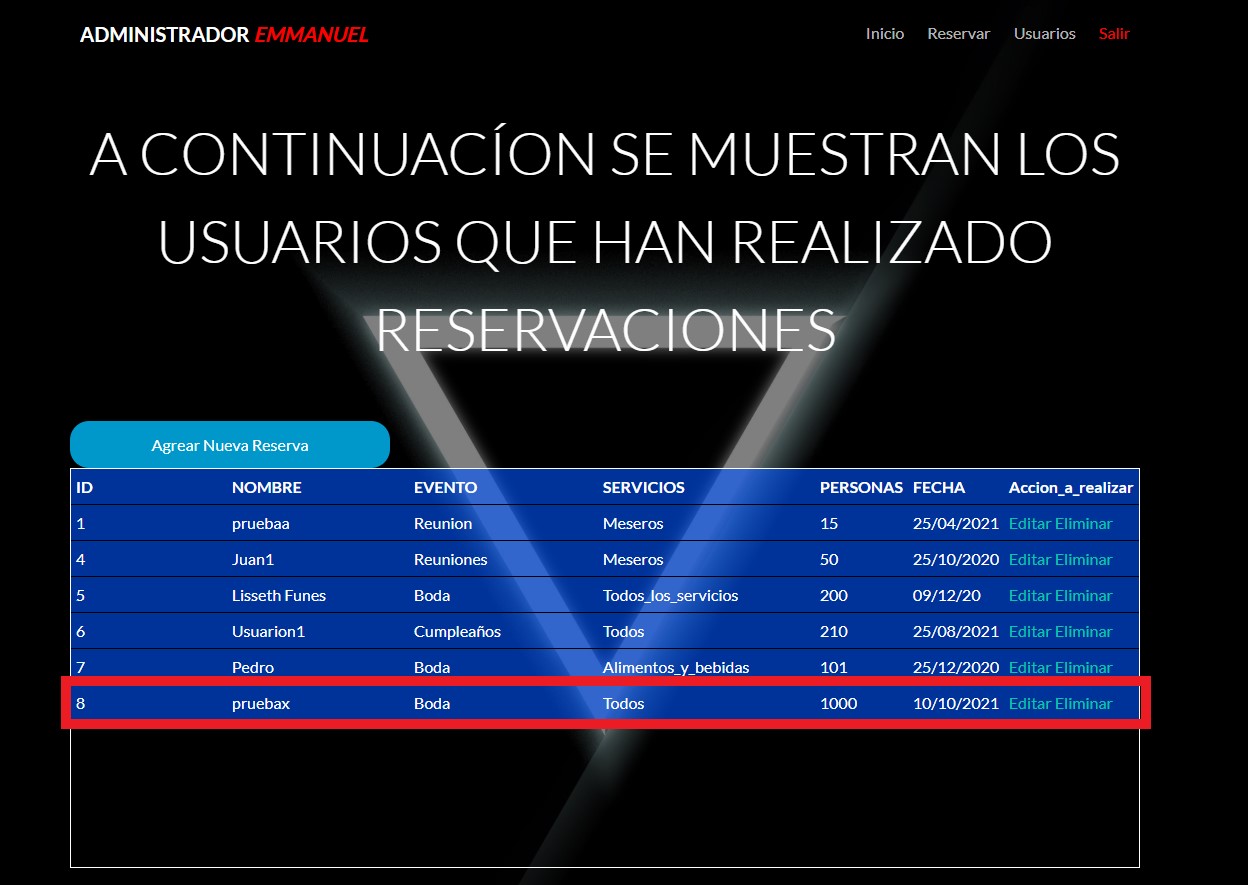 ADMINISTRADOR EMMANUEL Inicio Reservar Usuarios Salir
A CONTINUACÍON SE MUESTRAN LOS
USUARIOS QUE HAN REALIZADO
RESERVACIONES
Agrear Nueva Reserva
ID NOMBRE EVENTO SERVICIOS PERSONAS FECHA Accion_a_realizar
1 pruebaa Reunion Meseros 15 25/04/2021 Editar Eliminar
4 Juan1 Reuniones Meseros 50 25/10/2020 Editar Eliminar
5 Lisseth Funes Boda Todos_los_servicios 200 09/12/20 Editar Eliminar
6 Usuarion1 Cumpleaños Todos 210 25/08/2021 Editar Eliminar
7 Pedro Boda Alimentos_y_bebidas 101 25/12/2020 Editar Eliminar
8 pruebax Boda Todos 1000 10/10/2021 Editar Eliminar